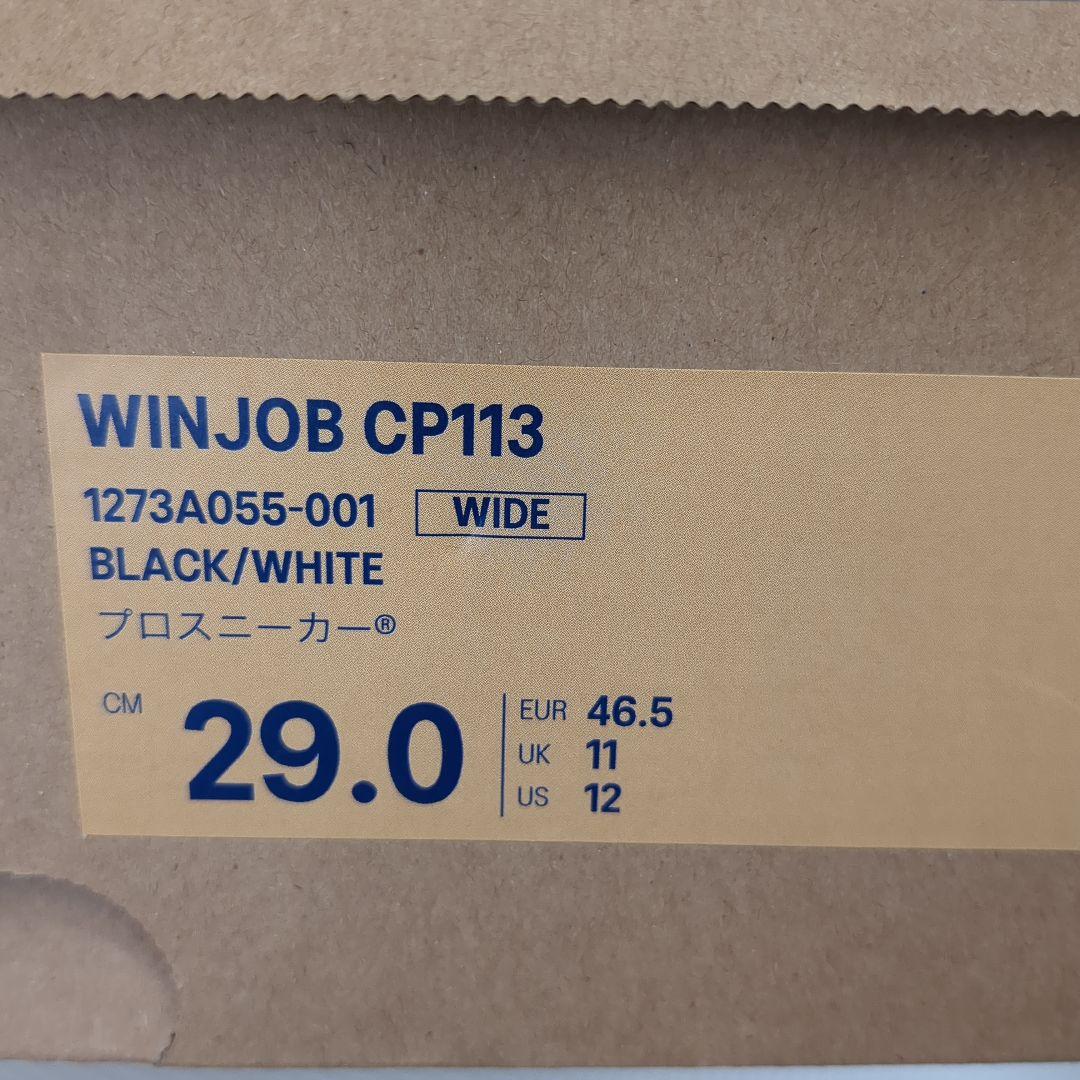 WINJOB CP113
1273A055-001 WIDE
BLACK/WHITE
プロスニーカー®
CM 29.0
EUR 46.5
UK 11
US 12